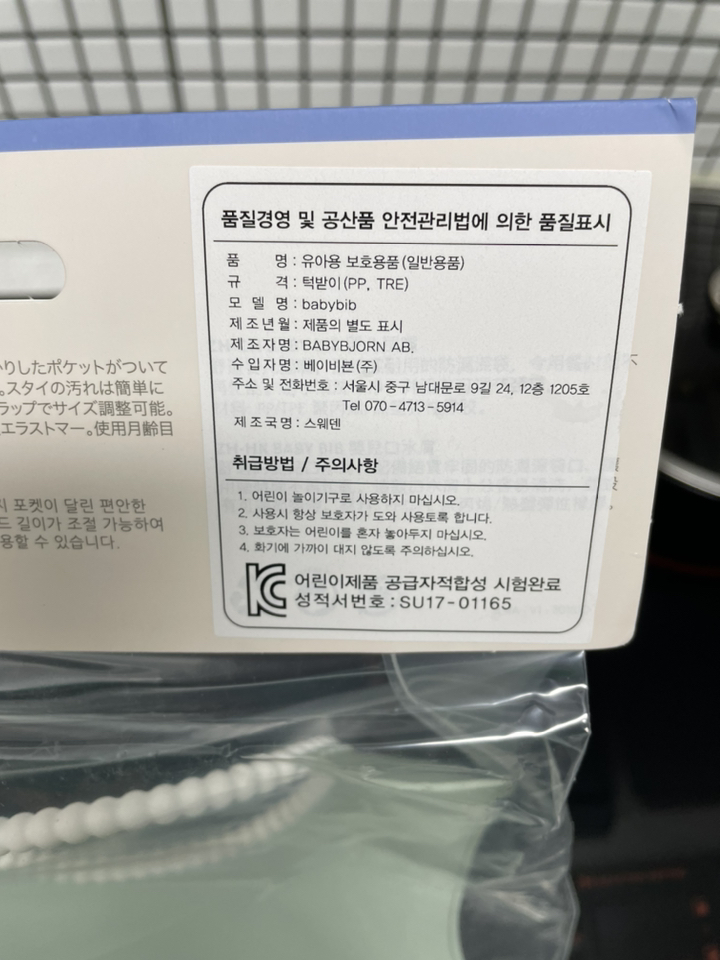 品질경영 및 공산품 안전관리법에 의한 품질표시
품 명 : 유아용 보호용품(일반용품)
규 격 : 턱받이(PP, TRE)
모 델 명 : babybib
제 조 년 월 : 제품의 별도 표시
제 조 자 명 : BABYBJORN AB.
수 입 자 명 : 베이비뵨(주)
주소 및 전화번호 : 서울시 중구 남대문로 9길 24, 12층 1205호
Tel 070-4713-5914
제 조 국 명 : 스웨덴
취급방법 / 주의사항
1. 어린이 놀이기구로 사용하지 마십시오.
2. 사용시 항상 보호자가 도와 사용토록 합니다.
3. 보호자는 어린이를 혼자 놓아두지 마십시오.
4. 화기에 가까이 대지 않도록 주의하십시오.
KC 어린이제품 공급자적합성 시험완료
성적서번호 : SU17-01165
りしたポケットがついて
。スタイの汚れは簡単に
ラップでサイズ調整可能。
エラストマー。使用月齢目
포켓이 달린 편안한
드 길이가 조절 가능하여
용할 수 있습니다.